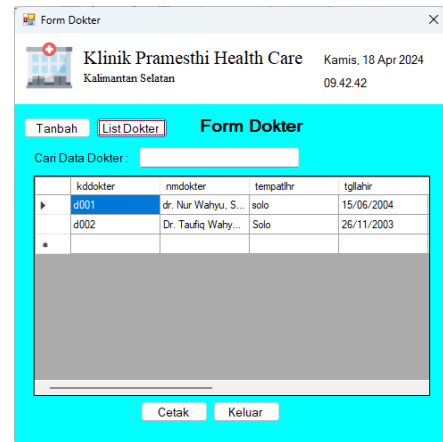 Form Dokter
Klinik Pramesthi Health Care
Kalimantan Selatan
Kamis, 18 Apr 2024
09.42.42
Tanbah List Dokter Form Dokter
Cari Data Dokter :
kddokter nmdokter tempatlhr tgllahir
d001 dr. Nur Wahyu, S... solo 15/06/2004
d002 Dr. Taufiq Wahy... Solo 26/11/2003
Cetak Keluar